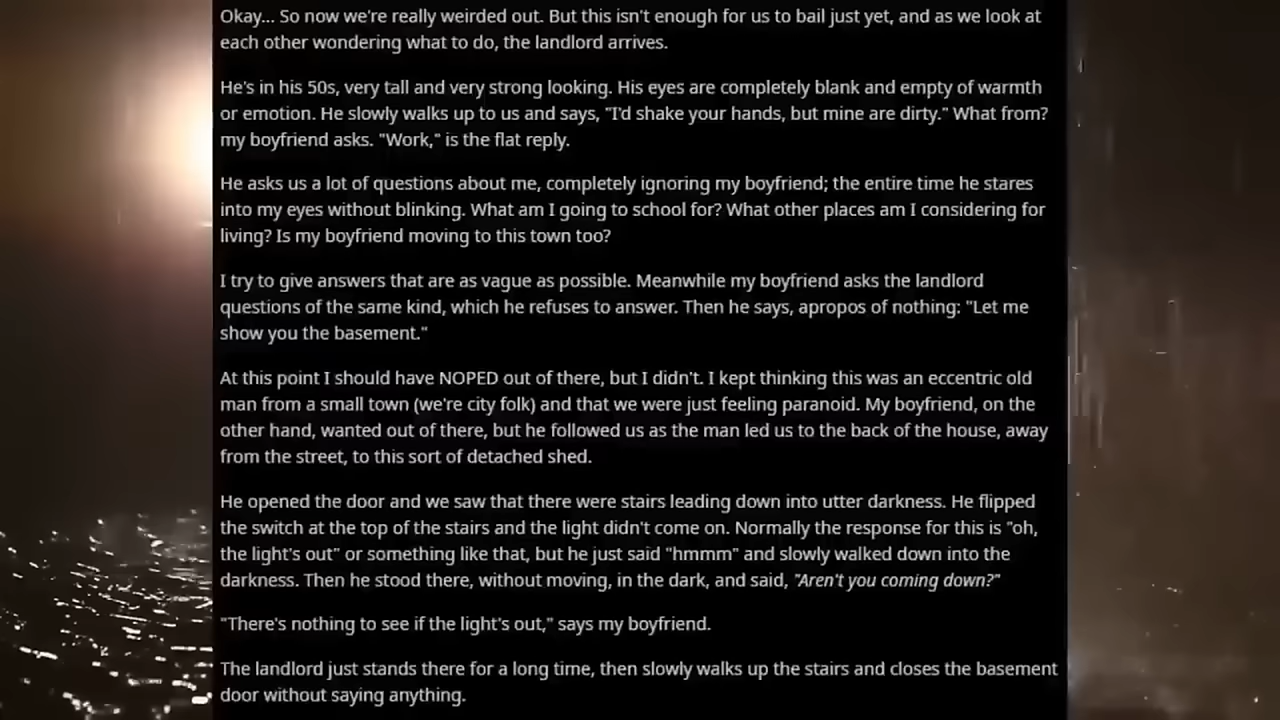 Okay... So now we're really weirded out. But this isn't enough for us to bail just yet, and as we look at
each other wondering what to do, the landlord arrives.
He's in his 50s, very tall and very strong looking. His eyes are completely blank and empty of warmth
or emotion. He slowly walks up to us and says, "I'd shake your hands, but mine are dirty." What from?
my boyfriend asks. "Work," is the flat reply.
He asks us a lot of questions about me, completely ignoring my boyfriend; the entire time he stares
into my eyes without blinking. What am I going to school for? What other places am I considering for
living? Is my boyfriend moving to this town too?
I try to give answers that are as vague as possible. Meanwhile my boyfriend asks the landlord
questions of the same kind, which he refuses to answer. Then he says, apropos of nothing: "Let me
show you the basement."
At this point I should have NOPED out of there, but I didn't. I kept thinking this was an eccentric old
man from a small town (we're city folk) and that we were just feeling paranoid. My boyfriend, on the
other hand, wanted out of there, but he followed us as the man led us to the back of the house, away
from the street, to this sort of detached shed.
He opened the door and we saw that there were stairs leading down into utter darkness. He flipped
the switch at the top of the stairs and the light didn't come on. Normally the response for this is "oh,
the light's out" or something like that, but he just said "hmmm" and slowly walked down into the
darkness. Then he stood there, without moving, in the dark, and said, "Aren't you coming down?"
"There's nothing to see if the light's out," says my boyfriend.
The landlord just stands there for a long time, then slowly walks up the stairs and closes the basement
door without saying anything.